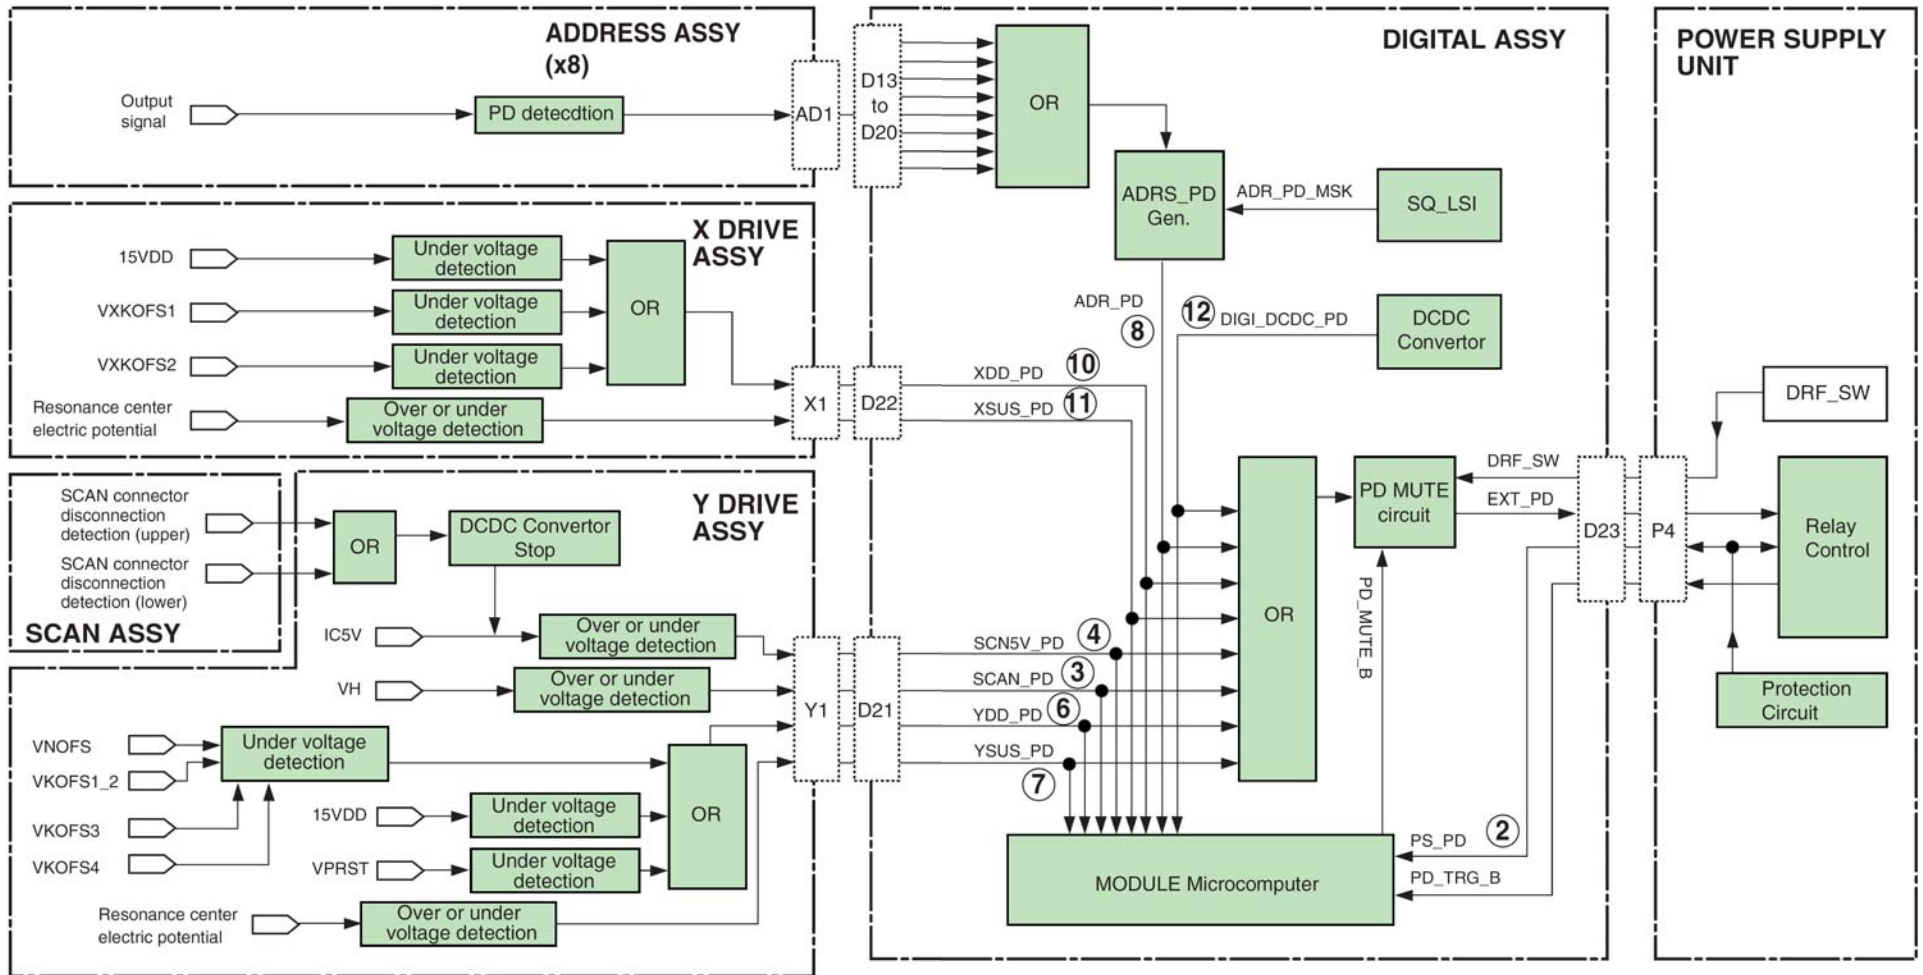 ADDRESS ASSY
(x8)
Output
signal
PD detecdtion
AD1
D13
to
D20
OR
DIGITAL ASSY
POWER SUPPLY
UNIT
ADRS_PD
Gen.
ADR_PD_MSK
SQ_LSI
X DRIVE
ASSY
15VDD
Under voltage
detection
VXKOFS1
Under voltage
detection
OR
VXKOFS2
Under voltage
detection
Resonance center
electric potential
Over or under
voltage detection
X1
D22
ADR_PD
8
12
DIGI_DCDC_PD
DCDC
Convertor
XDD_PD
10
XSUS_PD
11
DRF_SW
SCAN connector
disconnection
detection (upper)
SCAN connector
disconnection
detection (lower)
SCAN ASSY
OR
DCDC Convertor
Stop
Y DRIVE
ASSY
IC5V
Over or under
voltage detection
VH
Over or under
voltage detection
Y1
D21
SCN5V_PD
4
SCAN_PD
3
YDD_PD
6
YSUS_PD
7
OR
PD MUTE
circuit
DRF_SW
EXT_PD
D23
P4
Relay
Control
PD_MUTE_B
Protection
Circuit
VNOFS
VKOFS1_2
VKOFS3
VKOFS4
Under voltage
detection
15VDD
Under voltage
detection
VPRST
Under voltage
detection
OR
Resonance center
electric potential
Over or under
voltage detection
MODULE Microcomputer
PS_PD
2
PD_TRG_B